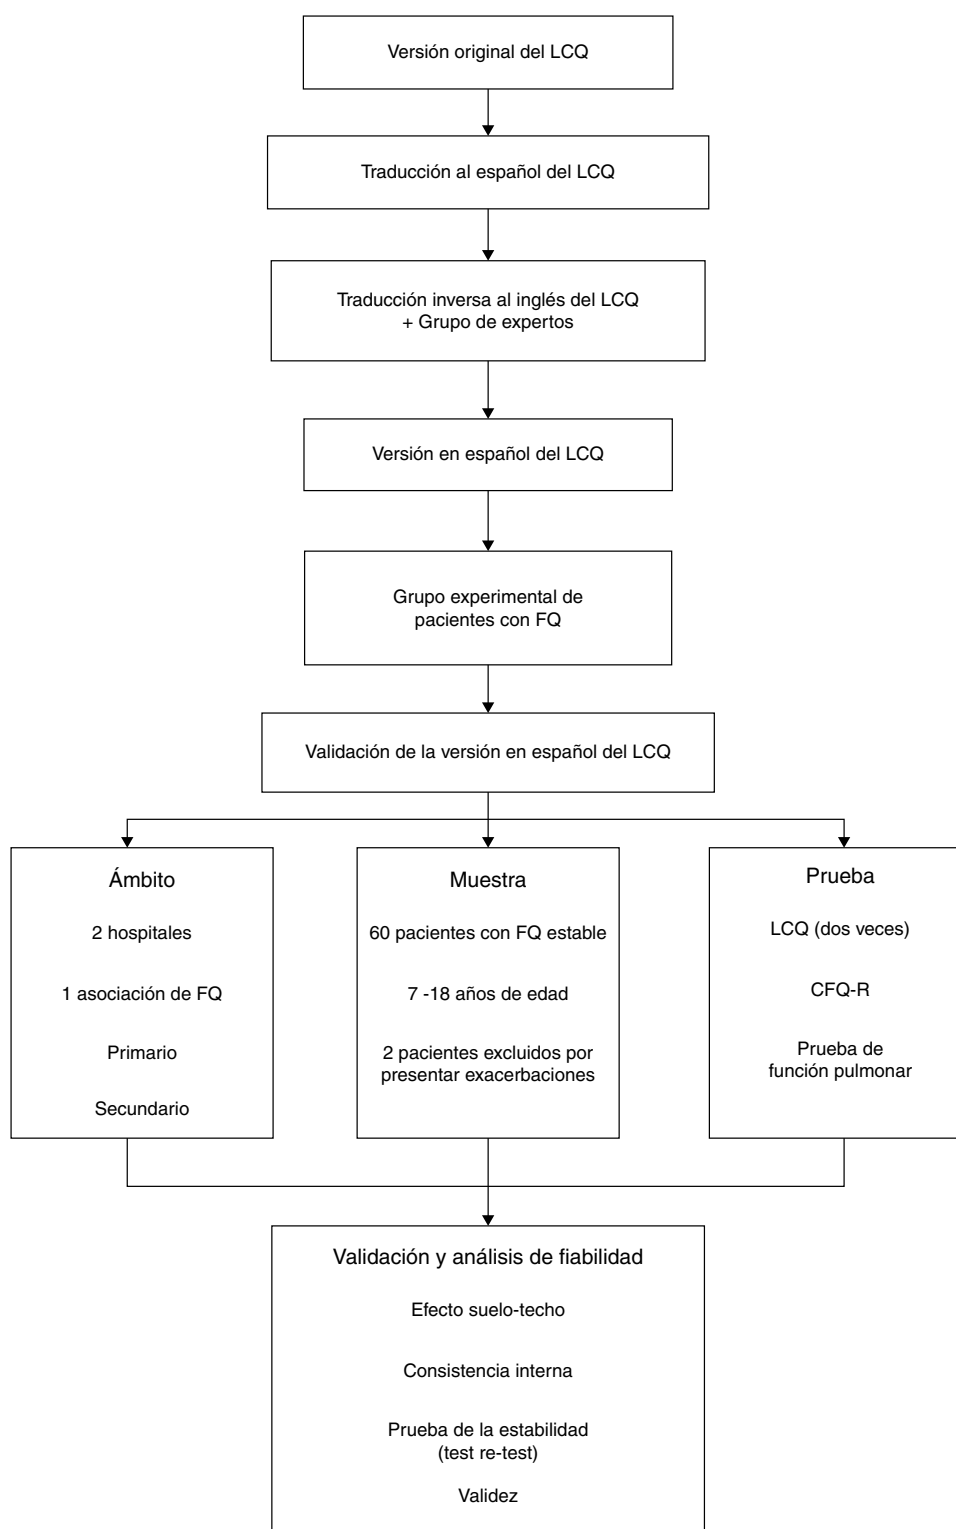 Versión original del LCQ
Traducción al español del LCQ
Traducción inversa al inglés del LCQ
+ Grupo de expertos
Versión en español del LCQ
Grupo experimental de
pacientes con FQ
Validación de la versión en español del LCQ
Ámbito
2 hospitales
1 asociación de FQ
Primario
Secundario
Muestra
60 pacientes con FQ estable
7 -18 años de edad
2 pacientes excluidos por
presentar exacerbaciones
Prueba
LCQ (dos veces)
CFQ-R
Prueba de
función pulmonar
Validación y análisis de fiabilidad
Efecto suelo-techo
Consistencia interna
Prueba de la estabilidad
(test re-test)
Validez